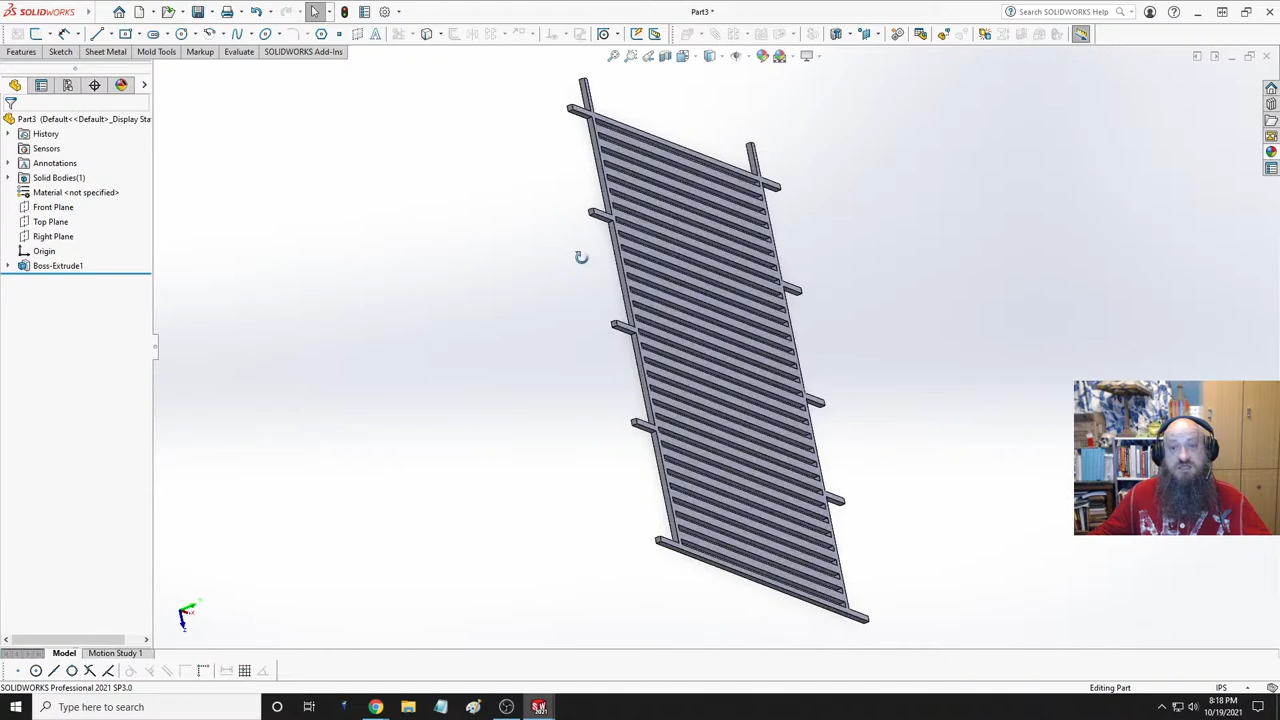 SOLIDWORKS
Part3 *
Search SOLIDWORKS Help
Features
Sketch
Sheet Metal
Mold Tools
Markup
Evaluate
SOLIDWORKS Add-Ins
Part3 (Default<<Default>_Display Sta
History
Sensors
Annotations
Solid Bodies(1)
Material <not specified>
Front Plane
Top Plane
Right Plane
Origin
Boss-Extrude1
Model
Motion Study 1
SOLIDWORKS Professional 2021 SP3.0
Editing Part
IPS
Type here to search
8:18 PM
10/19/2021